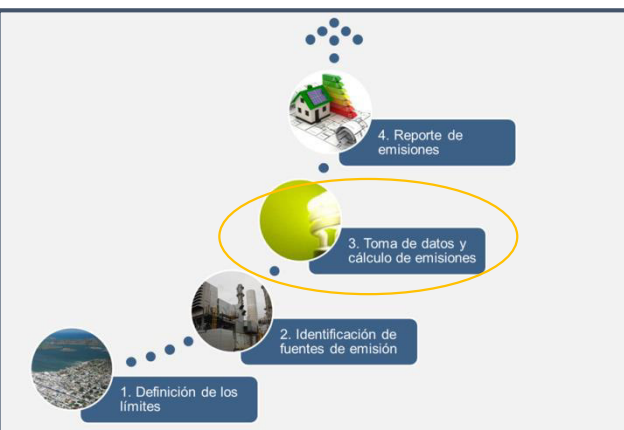 4. Reporte de
emisiones
3. Toma de datos y
cálculo de emisiones
2. Identificación de
fuentes de emisión
1. Definición de los
límites